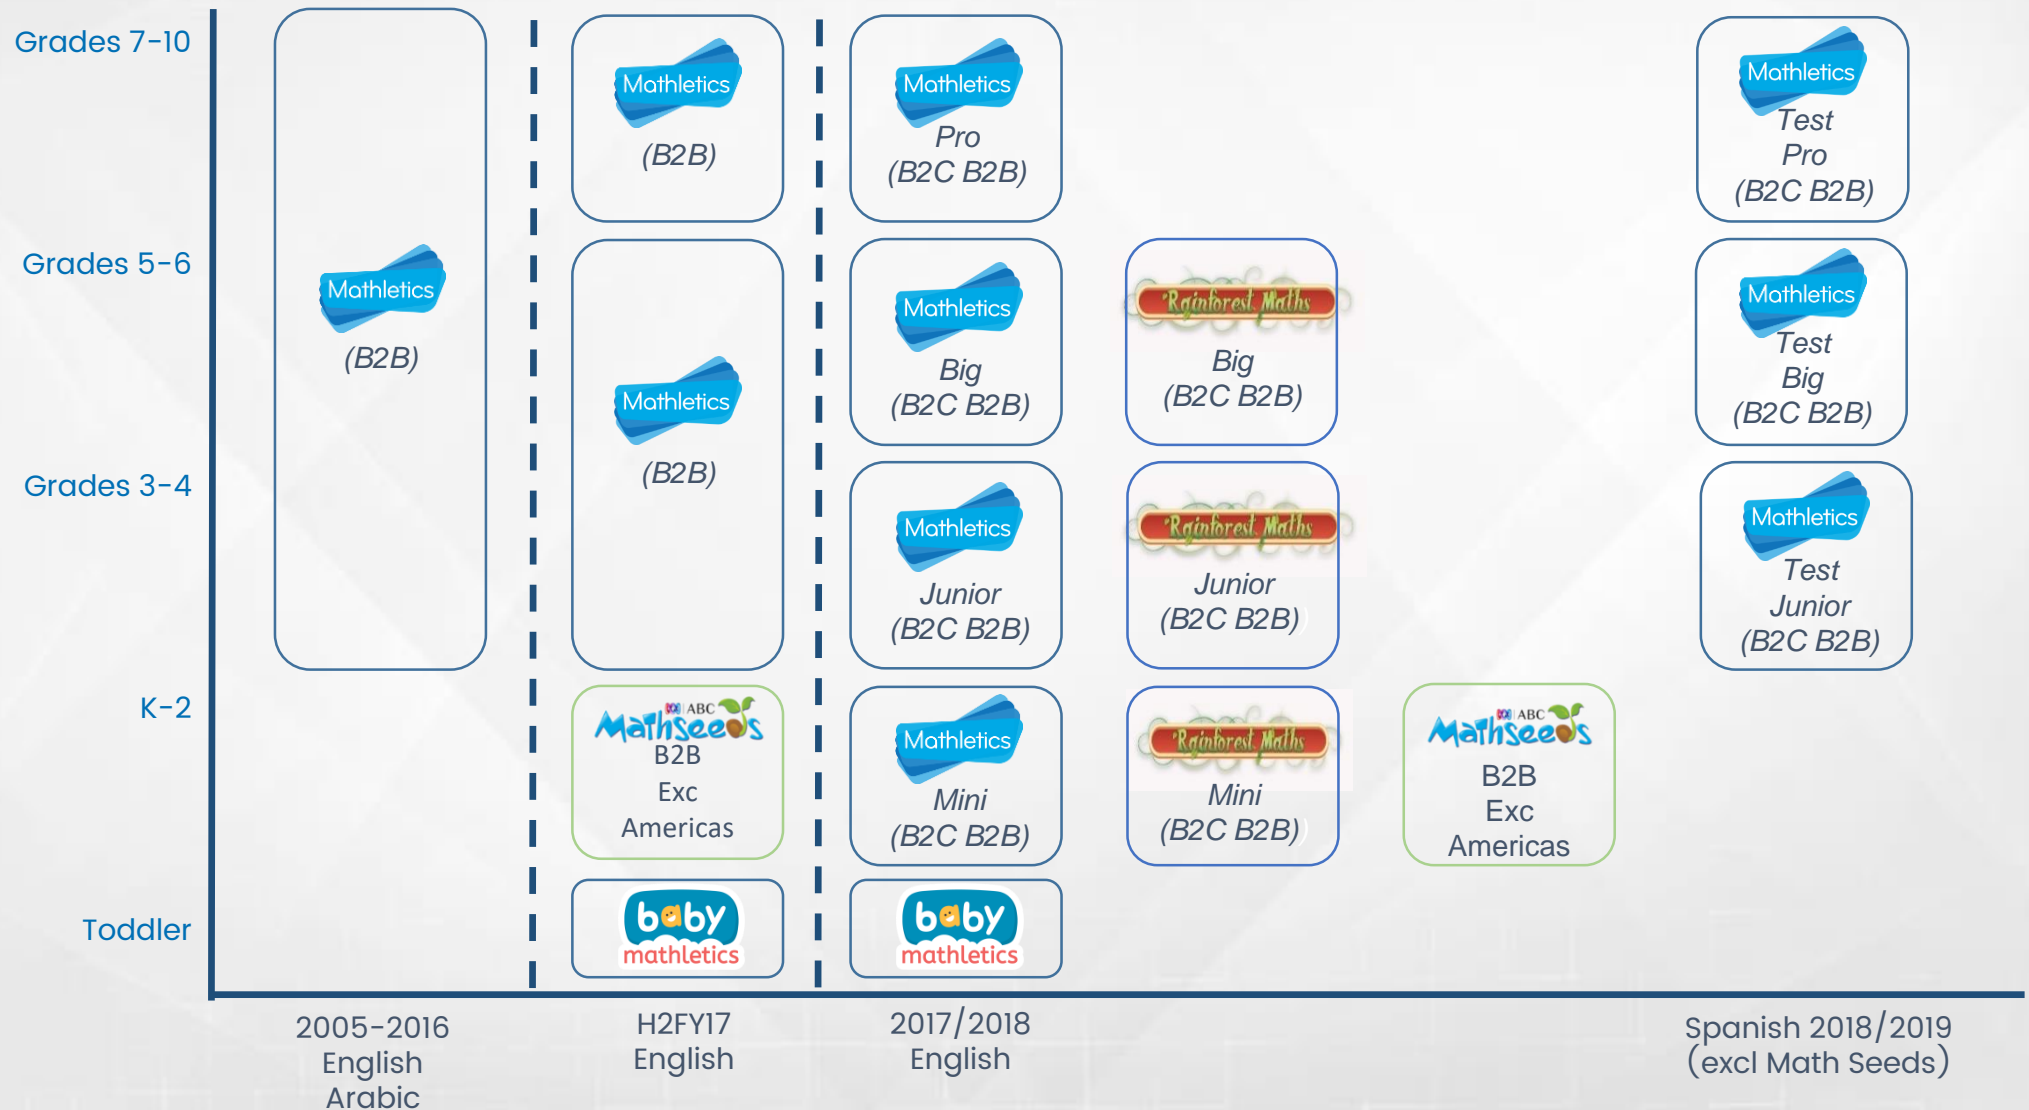 Grades 7-10
Mathletics
(B2B)
Mathletics
Pro
(B2C B2B)
Mathletics
Test
Pro
(B2C B2B)
Grades 5-6
Mathletics
(B2B)
Mathletics
(B2B)
Mathletics
Big
(B2C B2B)
Rainforest Maths
Big
(B2C B2B)
Mathletics
Test
Big
(B2C B2B)
Grades 3-4
Mathletics
Junior
(B2C B2B)
Rainforest Maths
Junior
(B2C B2B)
Mathletics
Test
Junior
(B2C B2B)
K-2
ABC
Mathseeds
B2B
Exc
Americas
Mathletics
Mini
(B2C B2B)
Rainforest Maths
Mini
(B2C B2B)
ABC
Mathseeds
B2B
Exc
Americas
Toddler
baby
mathletics
baby
mathletics
2005-2016
English
Arabic
H2FY17
English
2017/2018
English
Spanish 2018/2019
(excl Math Seeds)